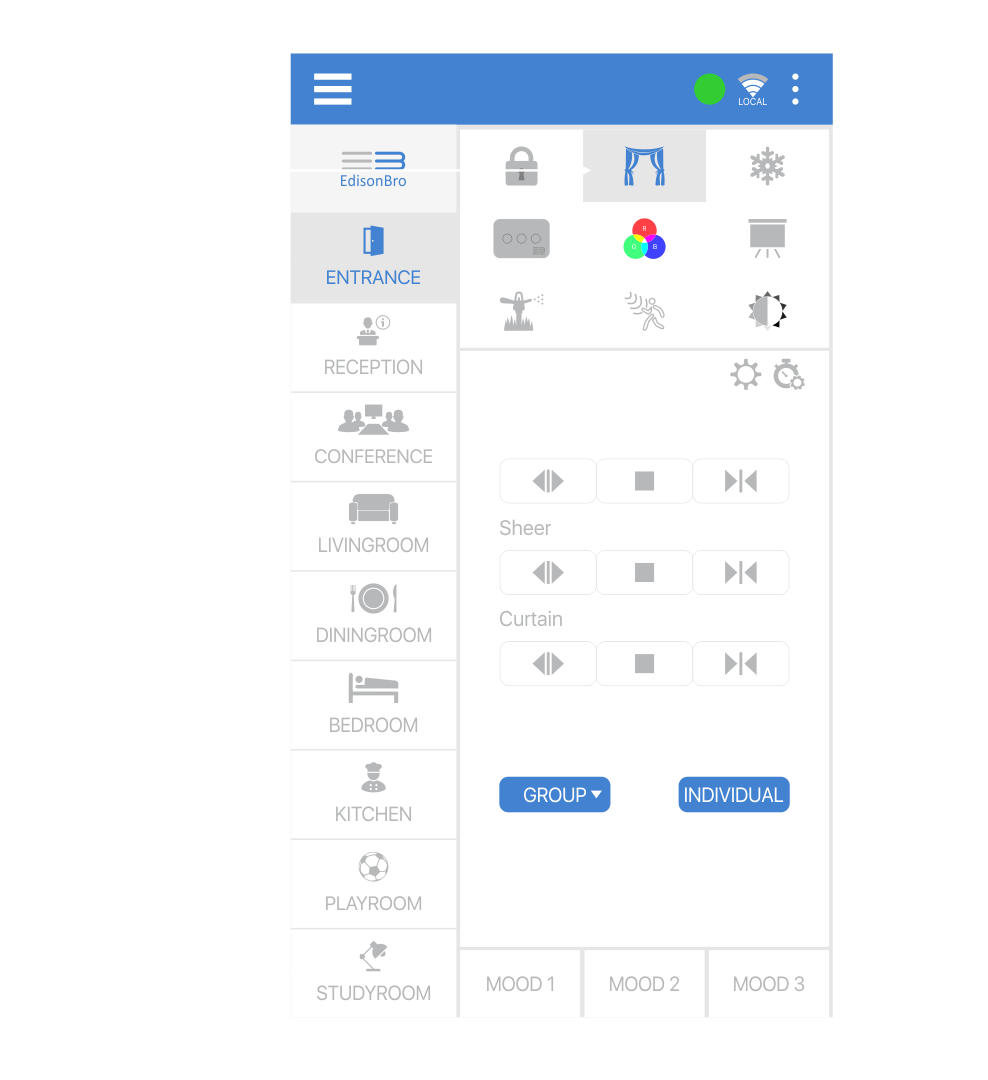 LOCAL
EdisonBro
ENTRANCE
RECEPTION
CONFERENCE
LIVINGROOM
DININGROOM
BEDROOM
KITCHEN
PLAYROOM
STUDYROOM
R
G B
Sheer
Curtain
GROUP
INDIVIDUAL
MOOD 1
MOOD 2
MOOD 3